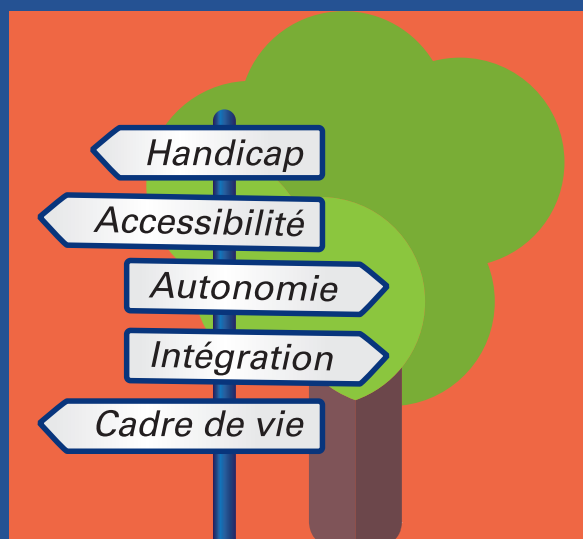 Handicap
Accessibilité
Autonomie
Intégration
Cadre de vie